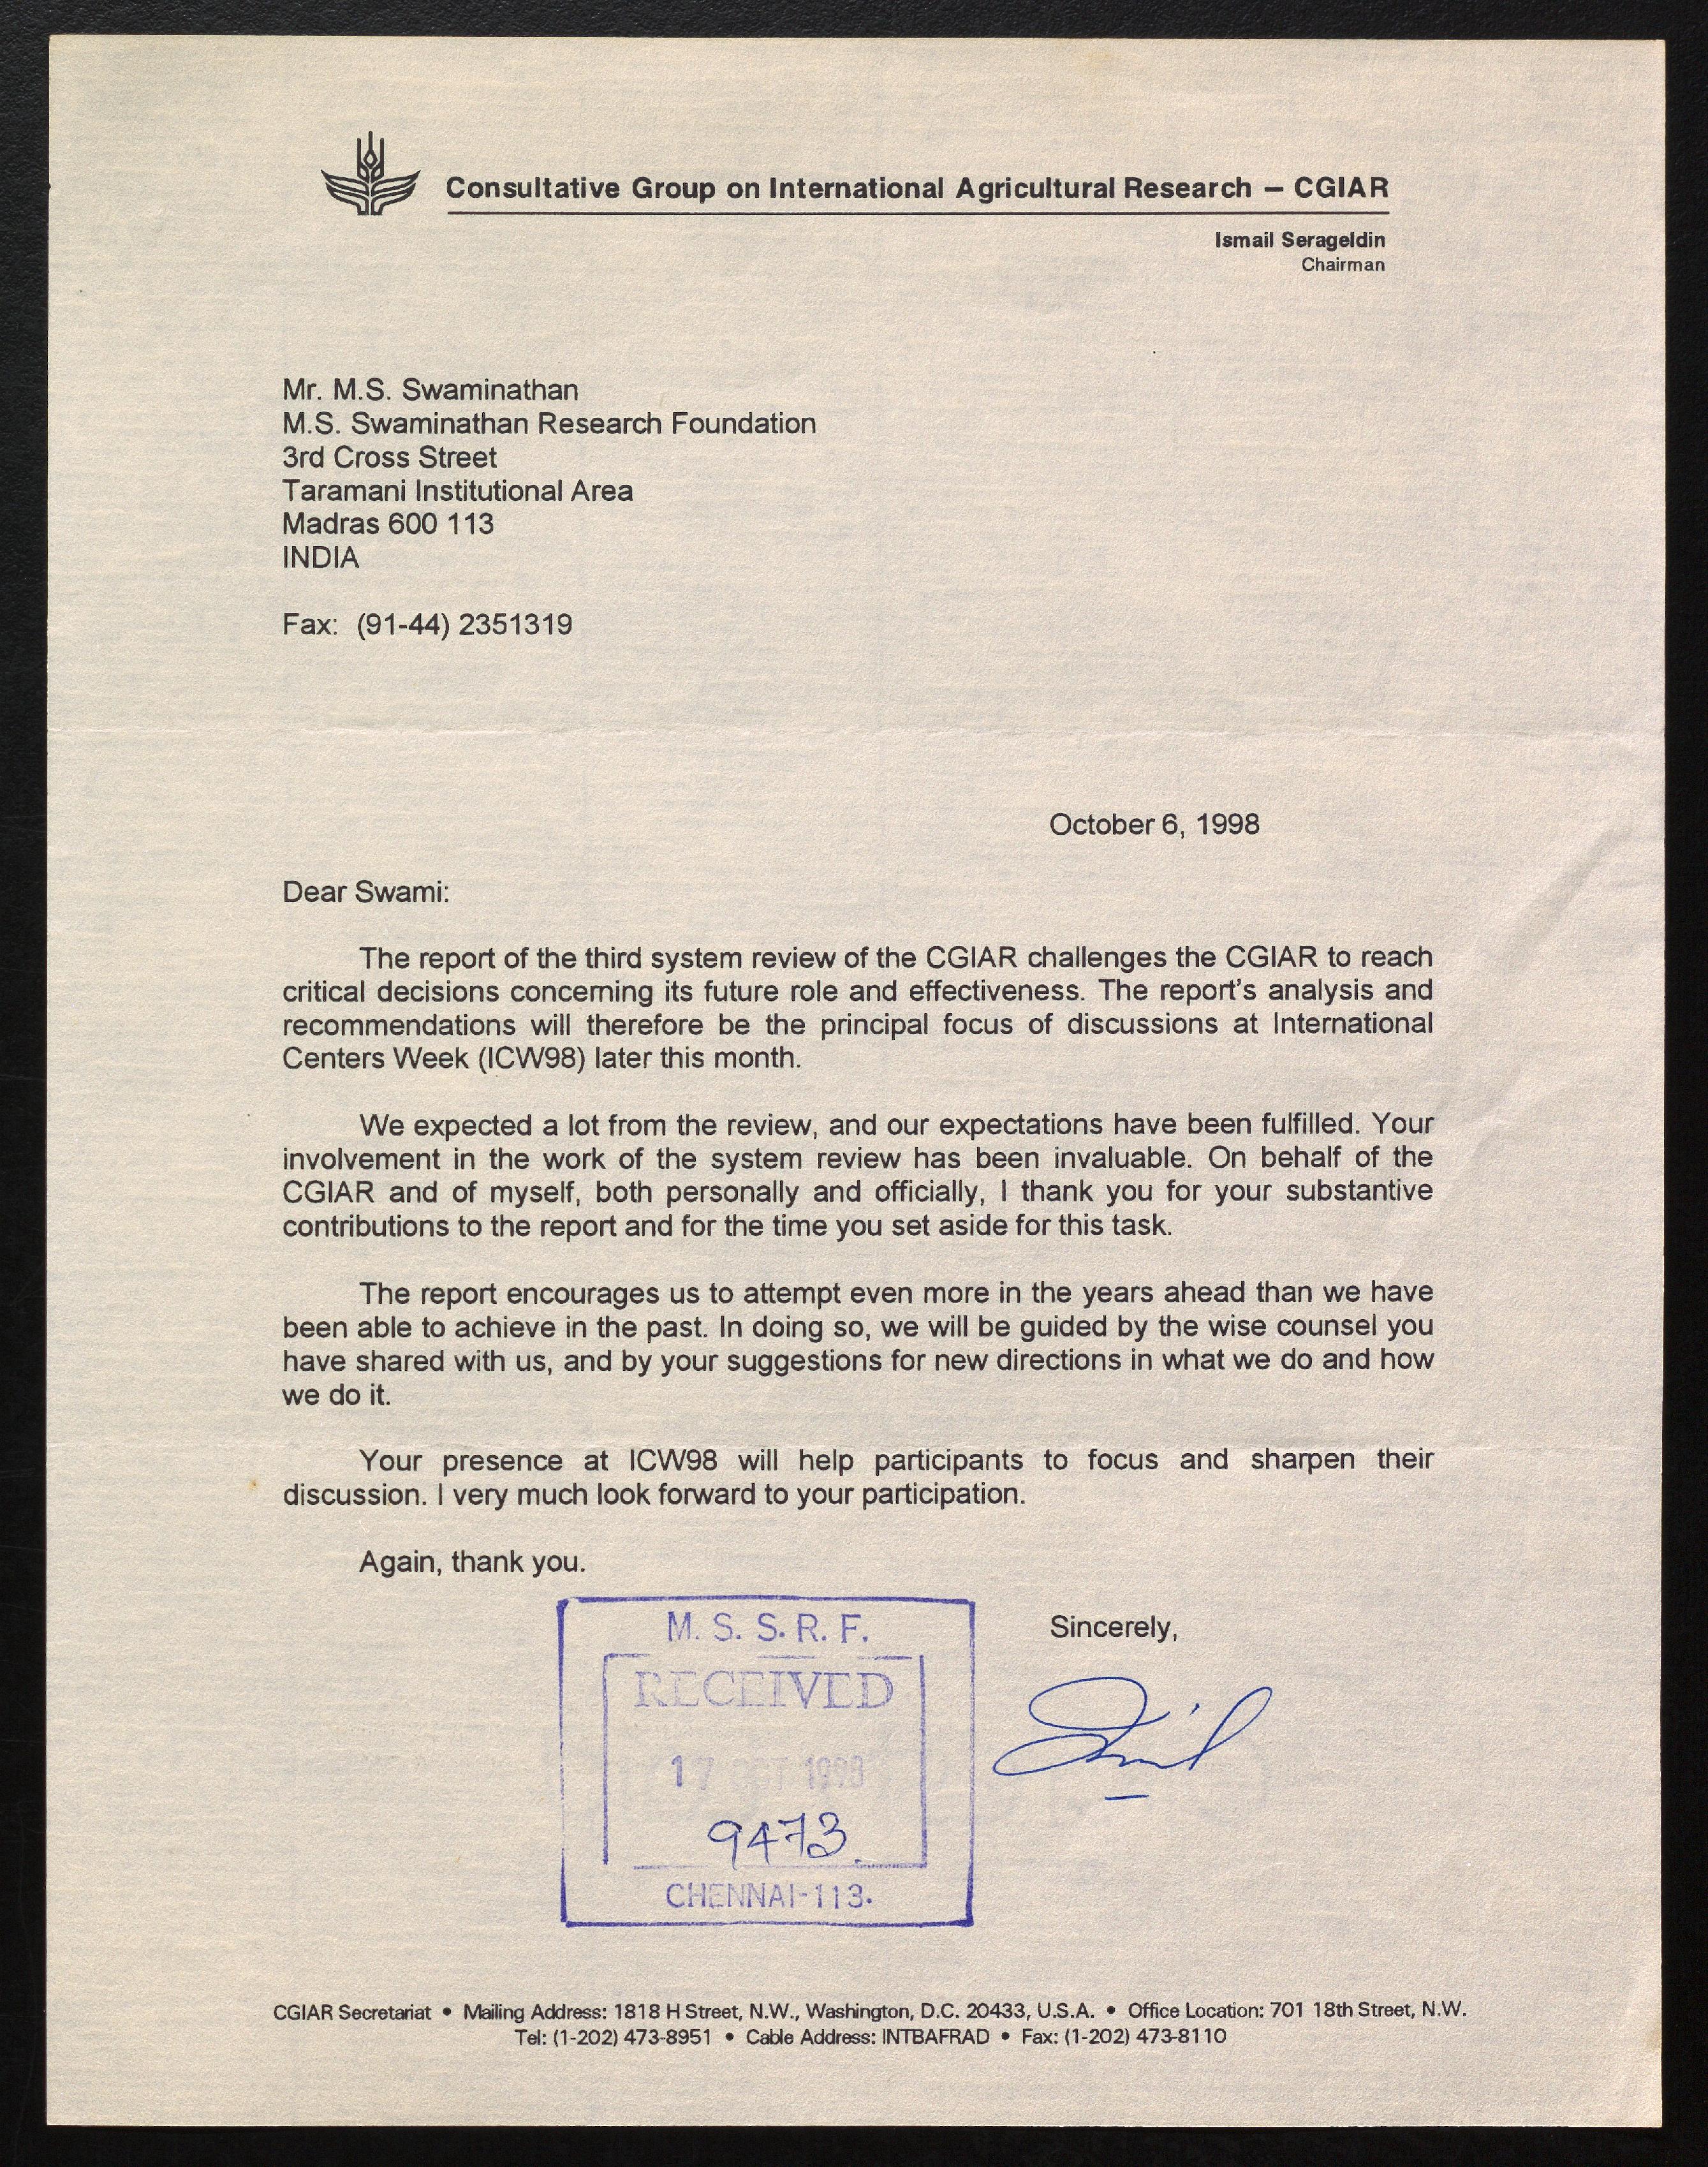 Consultative Group on International Agricultural Research – CGIAR
Ismail Serageldin
Chairman
Mr. M.S. Swaminathan
M.S. Swaminathan Research Foundation
3rd Cross Street
Taramani Institutional Area
Madras 600 113
INDIA
Fax: (91-44) 2351319
October 6, 1998
Dear Swami:
The report of the third system review of the CGIAR challenges the CGIAR to reach
critical decisions concerning its future role and effectiveness. The report's analysis and
recommendations will therefore be the principal focus of discussions at International
Centers Week (ICW98) later this month.
We expected a lot from the review, and our expectations have been fulfilled. Your
involvement in the work of the system review has been invaluable. On behalf of the
CGIAR and of myself, both personally and officially, I thank you for your substantive
contributions to the report and for the time you set aside for this task.
The report encourages us to attempt even more in the years ahead than we have
been able to achieve in the past. In doing so, we will be guided by the wise counsel you
have shared with us, and by your suggestions for new directions in what we do and how
we do it.
Your presence at ICW98 will help participants to focus and sharpen their
discussion. I very much look forward to your participation.
Again, thank you.
Sincerely,
M. S. S. R. F.
RECEIVED
17 OCT 1998
9473.
CHENNAI-113.
CGIAR Secretariat • Mailing Address: 1818 H Street, N.W., Washington, D.C. 20433, U.S.A. • Office Location: 701 18th Street, N.W.
Tel: (1-202) 473-8951 • Cable Address: INTBAFRAD • Fax: (1-202) 473-8110